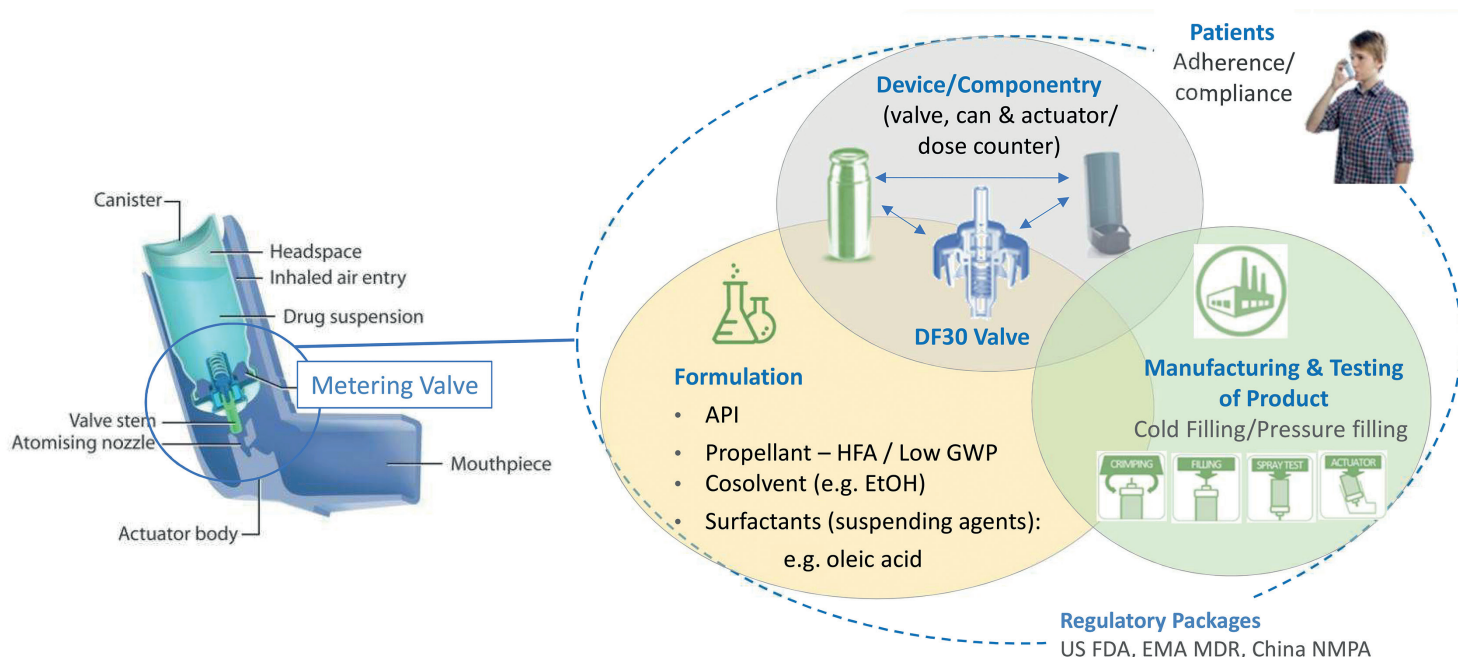 Canister
Headspace
Inhaled air entry
Drug suspension
Metering Valve
Valve stem
Atomising nozzle
Mouthpiece
Actuator body
Patients
Adherence/
compliance
Device/Componentry
(valve, can & actuator/
dose counter)
DF30 Valve
Formulation
• API
• Propellant – HFA / Low GWP
• Cosolvent (e.g. EtOH)
• Surfactants (suspending agents):
e.g. oleic acid
Manufacturing & Testing
of Product
Cold Filling/Pressure filling
CRIMPING
FILLING
SPRAY TEST
ACTUATOR
Regulatory Packages
US FDA, EMA MDR, China NMPA